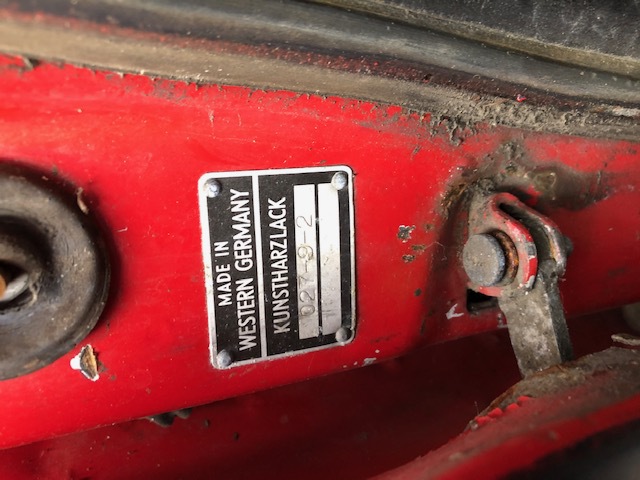 MADE IN
WESTERN GERMANY
KUNSTHARZLACK
027-9-2